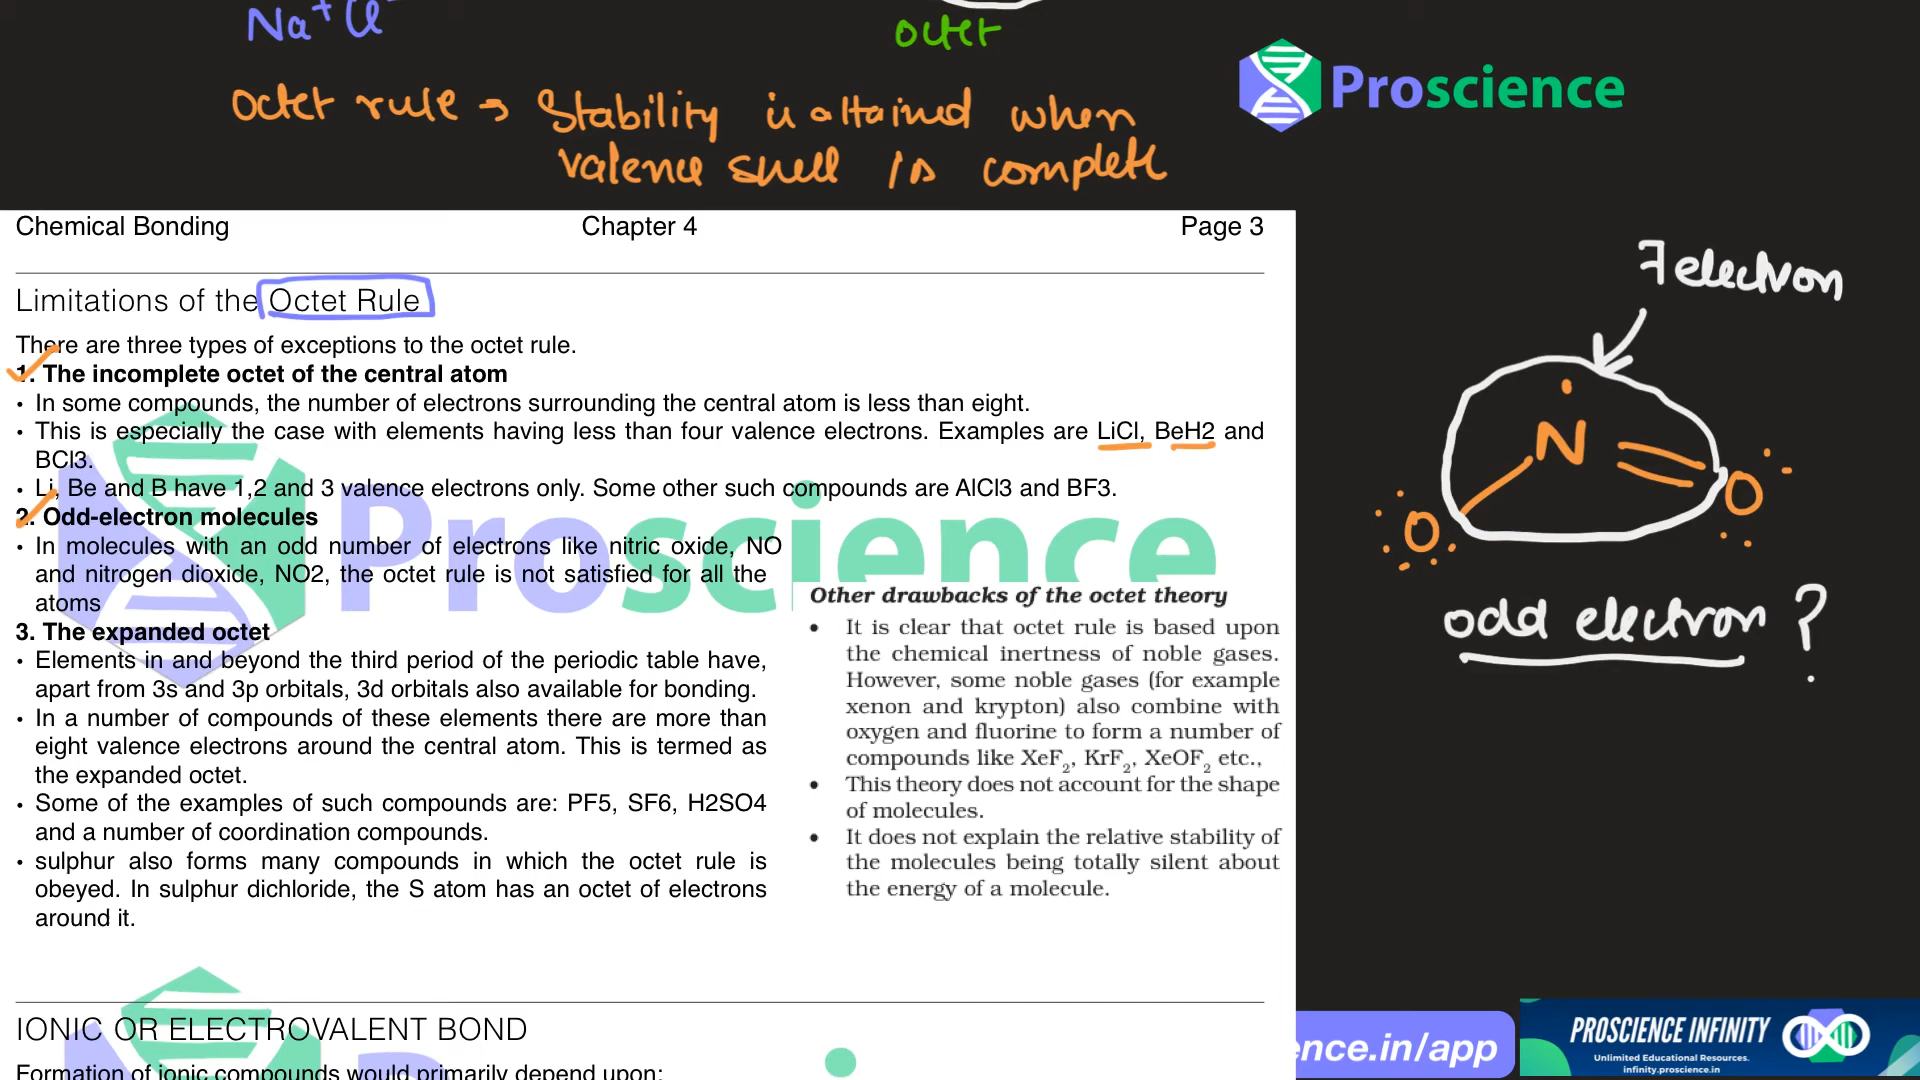 Na+ Cl-
octet
Octet rule → Stability is attained when
valence shell is complete
Proscience
Chemical Bonding Chapter 4 Page 3
Limitations of the Octet Rule
There are three types of exceptions to the octet rule.
1. The incomplete octet of the central atom
• In some compounds, the number of electrons surrounding the central atom is less than eight.
• This is especially the case with elements having less than four valence electrons. Examples are LiCl, BeH2 and
BCl3.
• Li, Be and B have 1,2 and 3 valence electrons only. Some other such compounds are AlCl3 and BF3.
2. Odd-electron molecules
• In molecules with an odd number of electrons like nitric oxide, NO
and nitrogen dioxide, NO2, the octet rule is not satisfied for all the
atoms
3. The expanded octet
• Elements in and beyond the third period of the periodic table have,
apart from 3s and 3p orbitals, 3d orbitals also available for bonding.
• In a number of compounds of these elements there are more than
eight valence electrons around the central atom. This is termed as
the expanded octet.
• Some of the examples of such compounds are: PF5, SF6, H2SO4
and a number of coordination compounds.
• sulphur also forms many compounds in which the octet rule is
obeyed. In sulphur dichloride, the S atom has an octet of electrons
around it.
Proscience
Other drawbacks of the octet theory
• It is clear that octet rule is based upon
the chemical inertness of noble gases.
However, some noble gases (for example
xenon and krypton) also combine with
oxygen and fluorine to form a number of
compounds like XeF2, KrF2, XeOF2 etc.,
• This theory does not account for the shape
of molecules.
• It does not explain the relative stability of
the molecules being totally silent about
the energy of a molecule.
7 electron
N
O
O
odd electron ?
IONIC OR ELECTROVALENT BOND
Formation of ionic compounds would primarily depend upon:
ence.in/app
PROSCIENCE INFINITY
Unlimited Educational Resources.
infinity.proscience.in